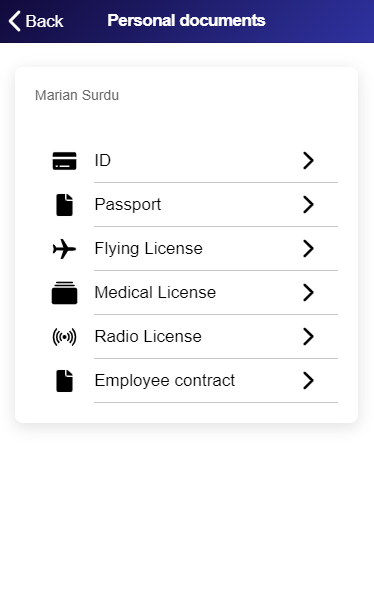 Back
Personal documents
Marian Surdu
ID
Passport
Flying License
Medical License
Radio License
Employee contract